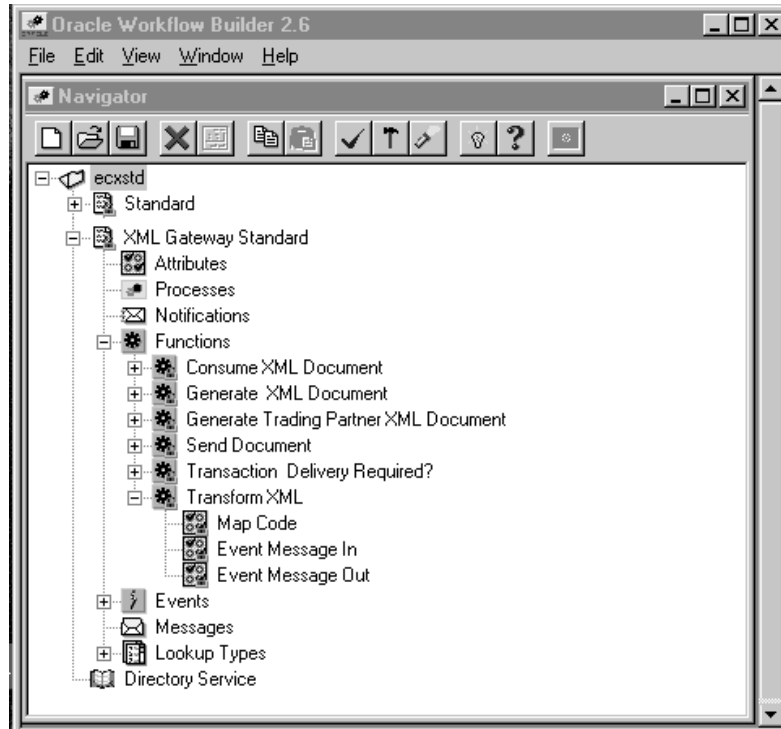 Oracle Workflow Builder 2.6
File Edit View Window Help
Navigator
ecxstd
Standard
XML Gateway Standard
Attributes
Processes
Notifications
Functions
Consume XML Document
Generate XML Document
Generate Trading Partner XML Document
Send Document
Transaction Delivery Required?
Transform XML
Map Code
Event Message In
Event Message Out
Events
Messages
Lookup Types
Directory Service